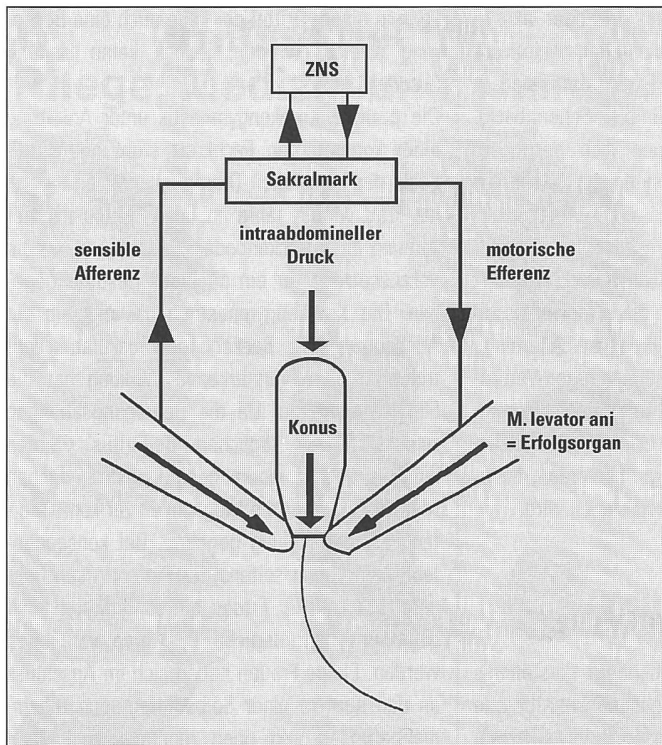 ZNS
Sakralmark
intraabdomineller
Druck
sensible
Afferenz
motorische
Efferenz
Konus
M. levator ani
= Erfolgsorgan